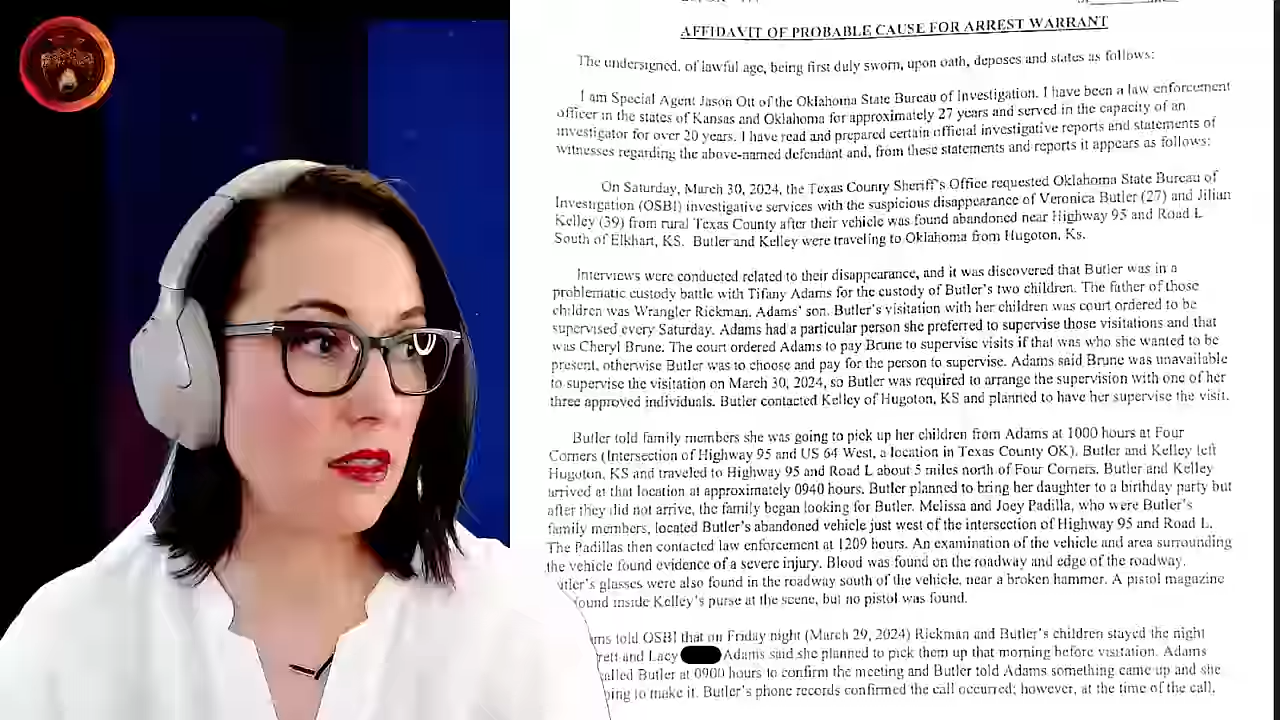 AFFIDAVIT OF PROBABLE CAUSE FOR ARREST WARRANT
The undersigned, of lawful age, being first duly sworn, upon oath, deposes and states as follows:
I am Special Agent Jason Ott of the Oklahoma State Bureau of Investigation. I have been a law enforcement
officer in the states of Kansas and Oklahoma for approximately 27 years and served in the capacity of an
investigator for over 20 years. I have read and prepared certain official investigative reports and statements of
witnesses regarding the above-named defendant and, from these statements and reports it appears as follows:
On Saturday, March 30, 2024, the Texas County Sheriff's Office requested Oklahoma State Bureau of
Investigation (OSBI) investigative services with the suspicious disappearance of Veronica Butler (27) and Jilian
Kelley (39) from rural Texas County after their vehicle was found abandoned near Highway 95 and Road L
South of Elkhart, KS. Butler and Kelley were traveling to Oklahoma from Hugoton, Ks.
Interviews were conducted related to their disappearance, and it was discovered that Butler was in a
problematic custody battle with Tifany Adams for the custody of Butler's two children. The father of those
children was Wrangler Rickman, Adams' son. Butler's visitation with her children was court ordered to be
supervised every Saturday. Adams had a particular person she preferred to supervise those visitations and that
was Cheryl Brune. The court ordered Adams to pay Brune to supervise visits if that was who she wanted to be
present, otherwise Butler was to choose and pay for the person to supervise. Adams said Brune was unavailable
to supervise the visitation on March 30, 2024, so Butler was required to arrange the supervision with one of her
three approved individuals. Butler contacted Kelley of Hugoton, KS and planned to have her supervise the visit.
Butler told family members she was going to pick up her children from Adams at 1000 hours at Four
Corners (Intersection of Highway 95 and US 64 West, a location in Texas County OK). Butler and Kelley left
Hugoton, KS and traveled to Highway 95 and Road L about 5 miles north of Four Corners. Butler and Kelley
arrived at that location at approximately 0940 hours. Butler planned to bring her daughter to a birthday party but
after they did not arrive, the family began looking for Butler. Melissa and Joey Padilla, who were Butler's
family members, located Butler's abandoned vehicle just west of the intersection of Highway 95 and Road L.
The Padillas then contacted law enforcement at 1209 hours. An examination of the vehicle and area surrounding
the vehicle found evidence of a severe injury. Blood was found on the roadway and edge of the roadway.
utler's glasses were also found in the roadway south of the vehicle, near a broken hammer. A pistol magazine
found inside Kelley's purse at the scene, but no pistol was found.
ms told OSBI that on Friday night (March 29, 2024) Rickman and Butler's children stayed the night
rett and Lacy Adams said she planned to pick them up that morning before visitation. Adams
alled Butler at 0900 hours to confirm the meeting and Butler told Adams something came up and she
oing to make it. Butler's phone records confirmed the call occurred; however, at the time of the call,